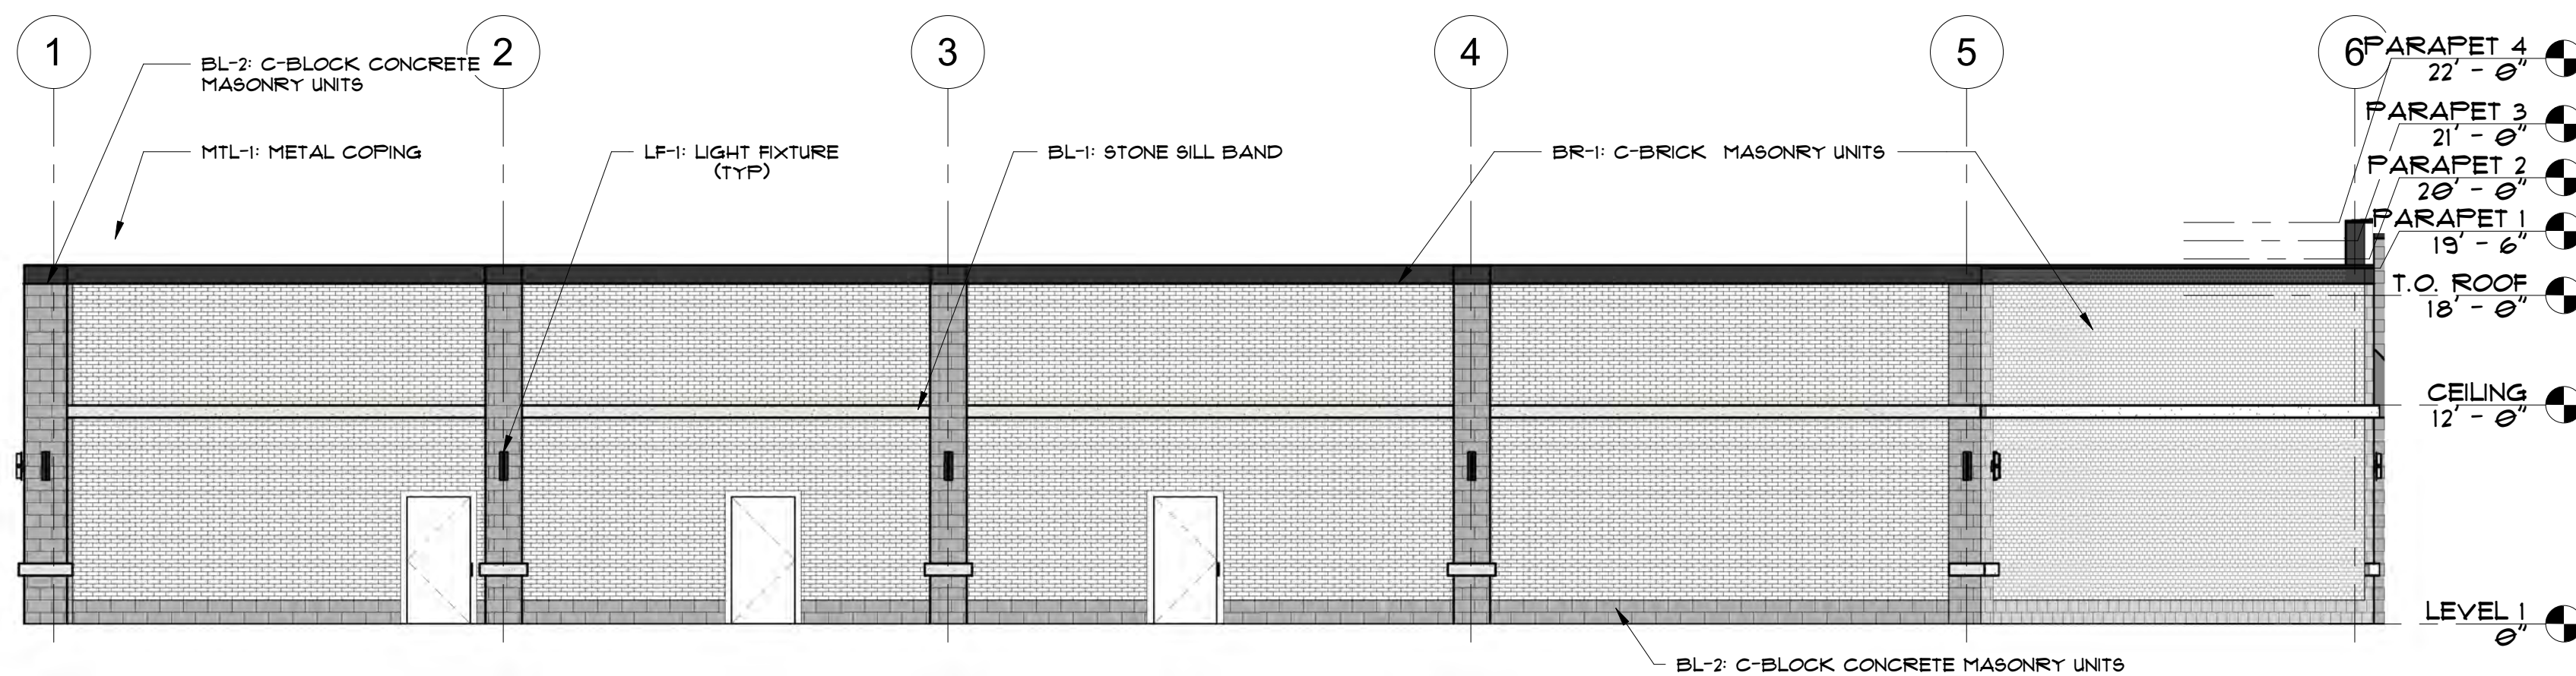 1
2
3
4
5
6
BL-2: C-BLOCK CONCRETE
MASONRY UNITS
MTL-1: METAL COPING
LF-1: LIGHT FIXTURE
(TYP)
BL-1: STONE SILL BAND
BR-1: C-BRICK MASONRY UNITS
PARAPET 4
22' - 0"
PARAPET 3
21' - 0"
PARAPET 2
20' - 0"
PARAPET 1
19' - 6"
T.O. ROOF
18' - 0"
CEILING
12' - 0"
LEVEL 1
0"
BL-2: C-BLOCK CONCRETE MASONRY UNITS